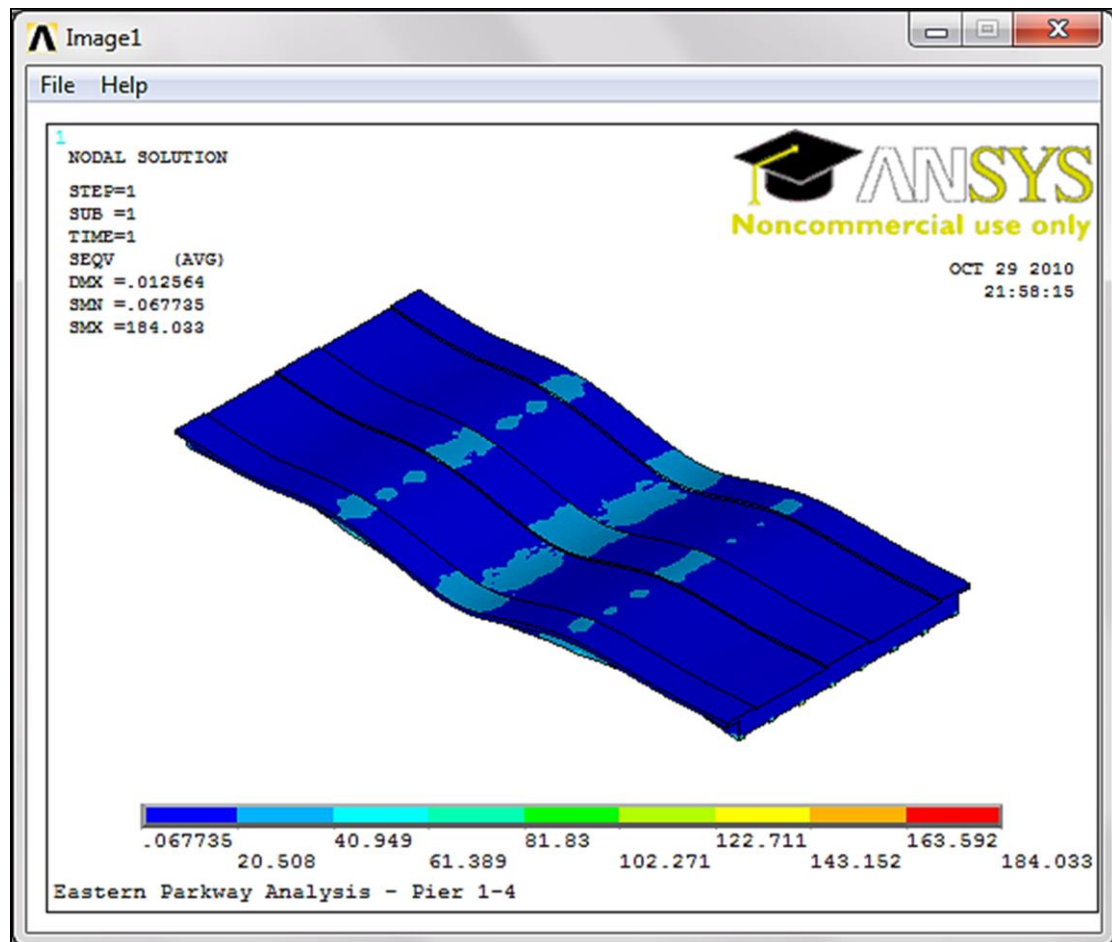 Image1
File Help
1
NODAL SOLUTION
STEP=1
SUB =1
TIME=1
SEQV (AVG)
DMX =.012564
SMN =.067735
SMX =184.033
ANSYS
Noncommercial use only
OCT 29 2010
21:58:15
.067735 40.949 81.83 122.711 163.592
20.508 61.389 102.271 143.152 184.033
Eastern Parkway Analysis - Pier 1-4